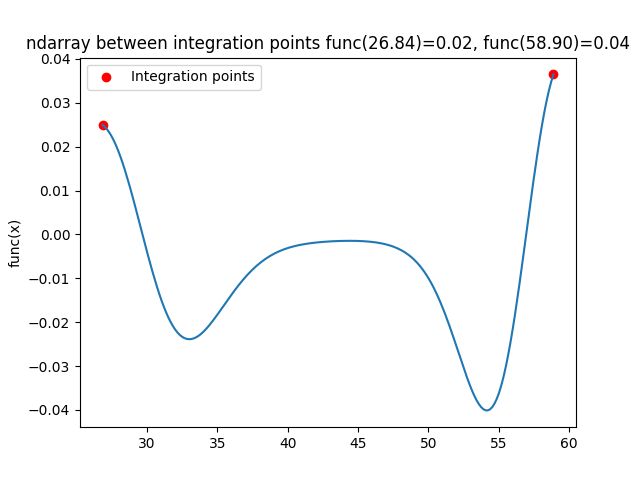 ndarray between integration points func(26.84)=0.02, func(58.90)=0.04
Integration points
func(x)
0.04
0.03
0.02
0.01
0.00
−0.01
−0.02
−0.03
−0.04
30 35 40 45 50 55 60